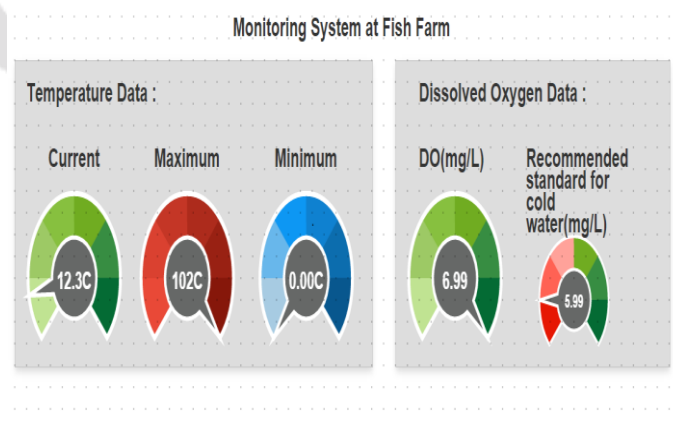 Monitoring System at Fish Farm
Temperature Data :
Current Maximum Minimum
12.3C 102C 0.00C
Dissolved Oxygen Data :
DO(mg/L)
Recommended
standard for
cold
water(mg/L)
6.99
5.99